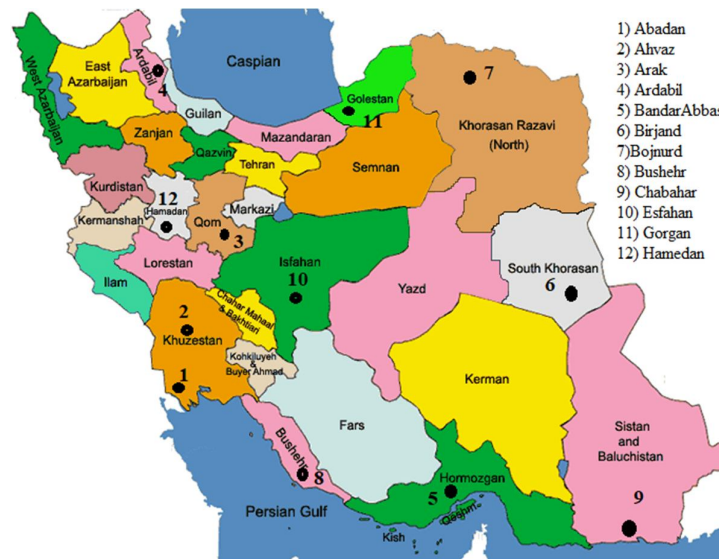 1) Abadan
2) Ahvaz
3) Arak
4) Ardabil
5) BandarAbbas
6) Birjand
7)Bojnurd
8) Bushehr
9) Chabahar
10) Esfahan
11) Gorgan
12) Hamedan
West Azarbaijan
East
Azarbaijan
Ardabil
4
Caspian
Guilan
Golestan
11
7
Khorasan Razavi
(North)
Zanjan
Qazvin
Mazandaran
Tehran
Semnan
Kurdistan
12
Hamadan
Kermanshah
Qom
3
Markazi
Ilam
Lorestan
Isfahan
10
Yazd
South Khorasan
6
Chahar Mahaal
& Bakhtiari
2
Khuzestan
1
Kohkiluyeh
&
Buyer Ahmad
Fars
Kerman
Sistan
and
Baluchistan
9
Bushehr
8
Hormozgan
5
Qeshm
Kish
Persian Gulf